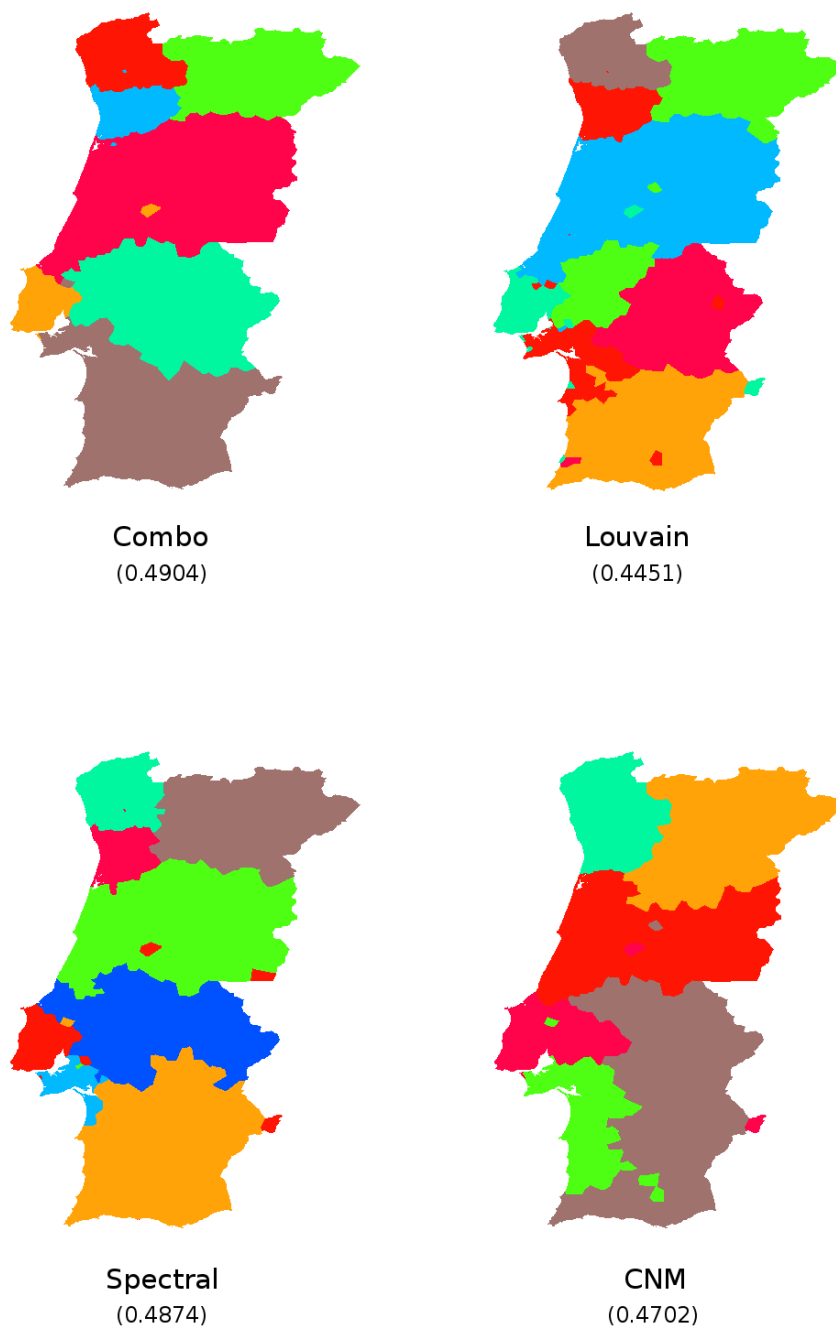 Combo
(0.4904)
Louvain
(0.4451)
Spectral
(0.4874)
CNM
(0.4702)